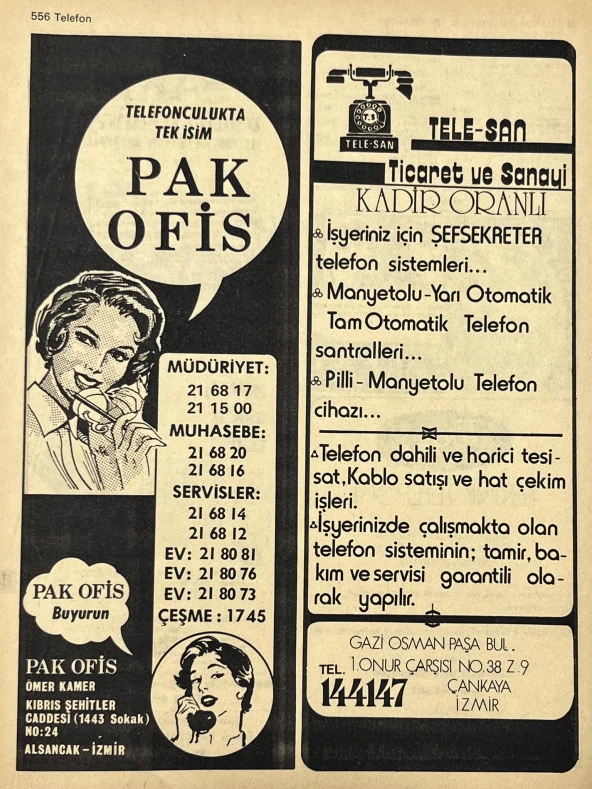 556 Telefon
TELEFONCULUKTA
TEK İSİM
PAK
OFİS
MÜDÜRİYET:
21 68 17
21 15 00
MUHASEBE:
21 68 20
21 68 16
SERVİSLER:
21 68 14
21 68 12
EV: 21 80 81
EV: 21 80 76
EV: 21 80 73
ÇEŞME : 1745
PAK OFİS
Buyurun
PAK OFİS
ÖMER KAMER
KIBRIS ŞEHİTLER
CADDESİ (1443 Sokak)
NO:24
ALSANCAK – İZMİR
T.S
TELE-SAN
TELE-SAN
Ticaret ve Sanayi
KADİR ORANLI
İşyeriniz için ŞEFSEKRETER
telefon sistemleri...
Manyetolu-Yarı Otomatik
Tam Otomatik Telefon
santralleri...
Pilli - Manyetolu Telefon
cihazı...
Telefon dahili ve harici tesi-
sat, Kablo satışı ve hat çekim
işleri.
İşyerinizde çalışmakta olan
telefon sisteminin; tamir, ba-
kım ve servisi garantili ola-
rak yapılır.
GAZİ OSMAN PAŞA BUL.
TEL. 1.ONUR ÇARŞISI NO.38 Z.9
144147 ÇANKAYA
İZMİR